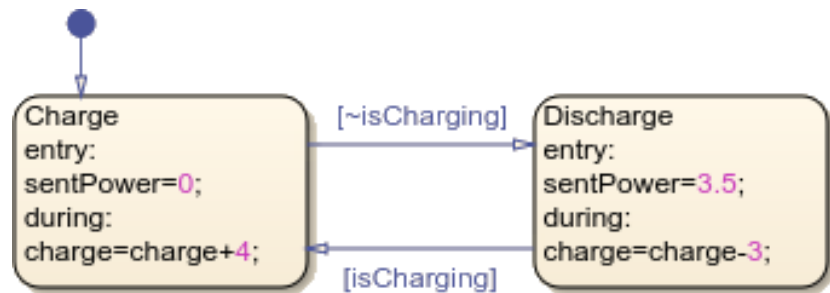 Charge
entry:
sentPower=0;
during:
charge=charge+4;
[~isCharging]
Discharge
entry:
sentPower=3.5;
during:
charge=charge-3;
[isCharging]